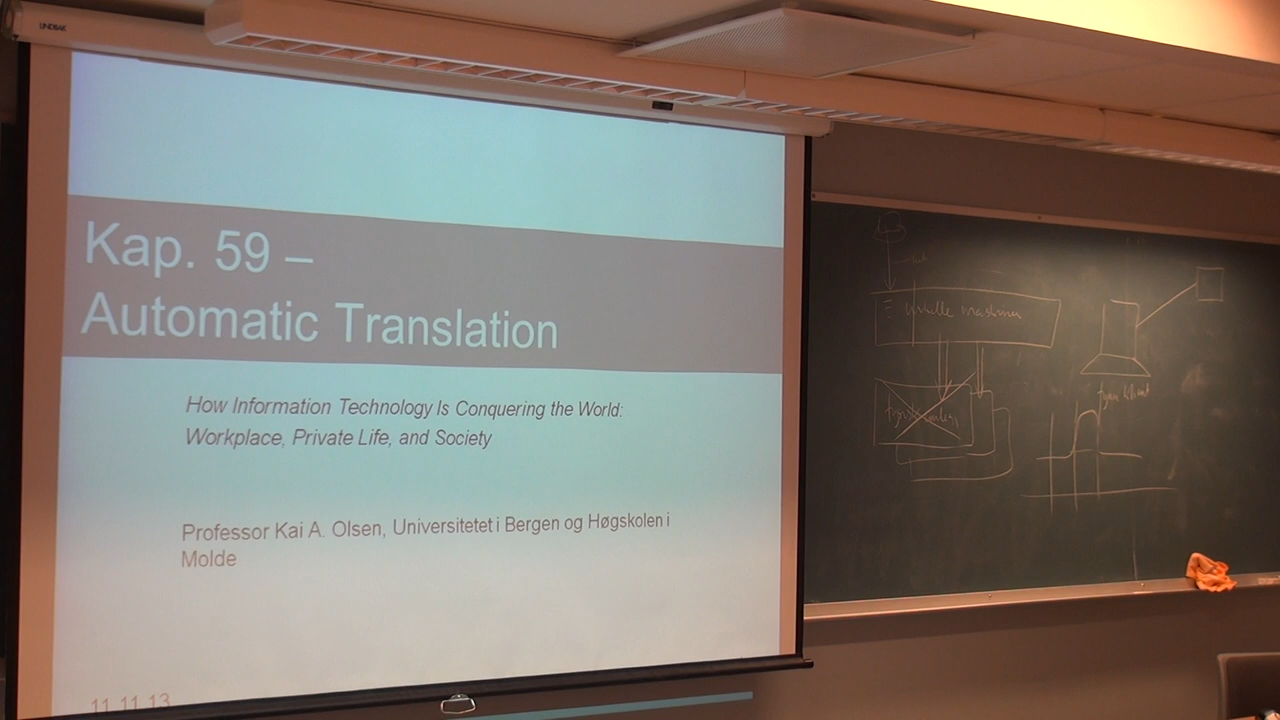 Kap. 59 –
Automatic Translation
How Information Technology Is Conquering the World:
Workplace, Private Life, and Society
Professor Kai A. Olsen, Universitetet i Bergen og Høgskolen i
Molde
11.11.13